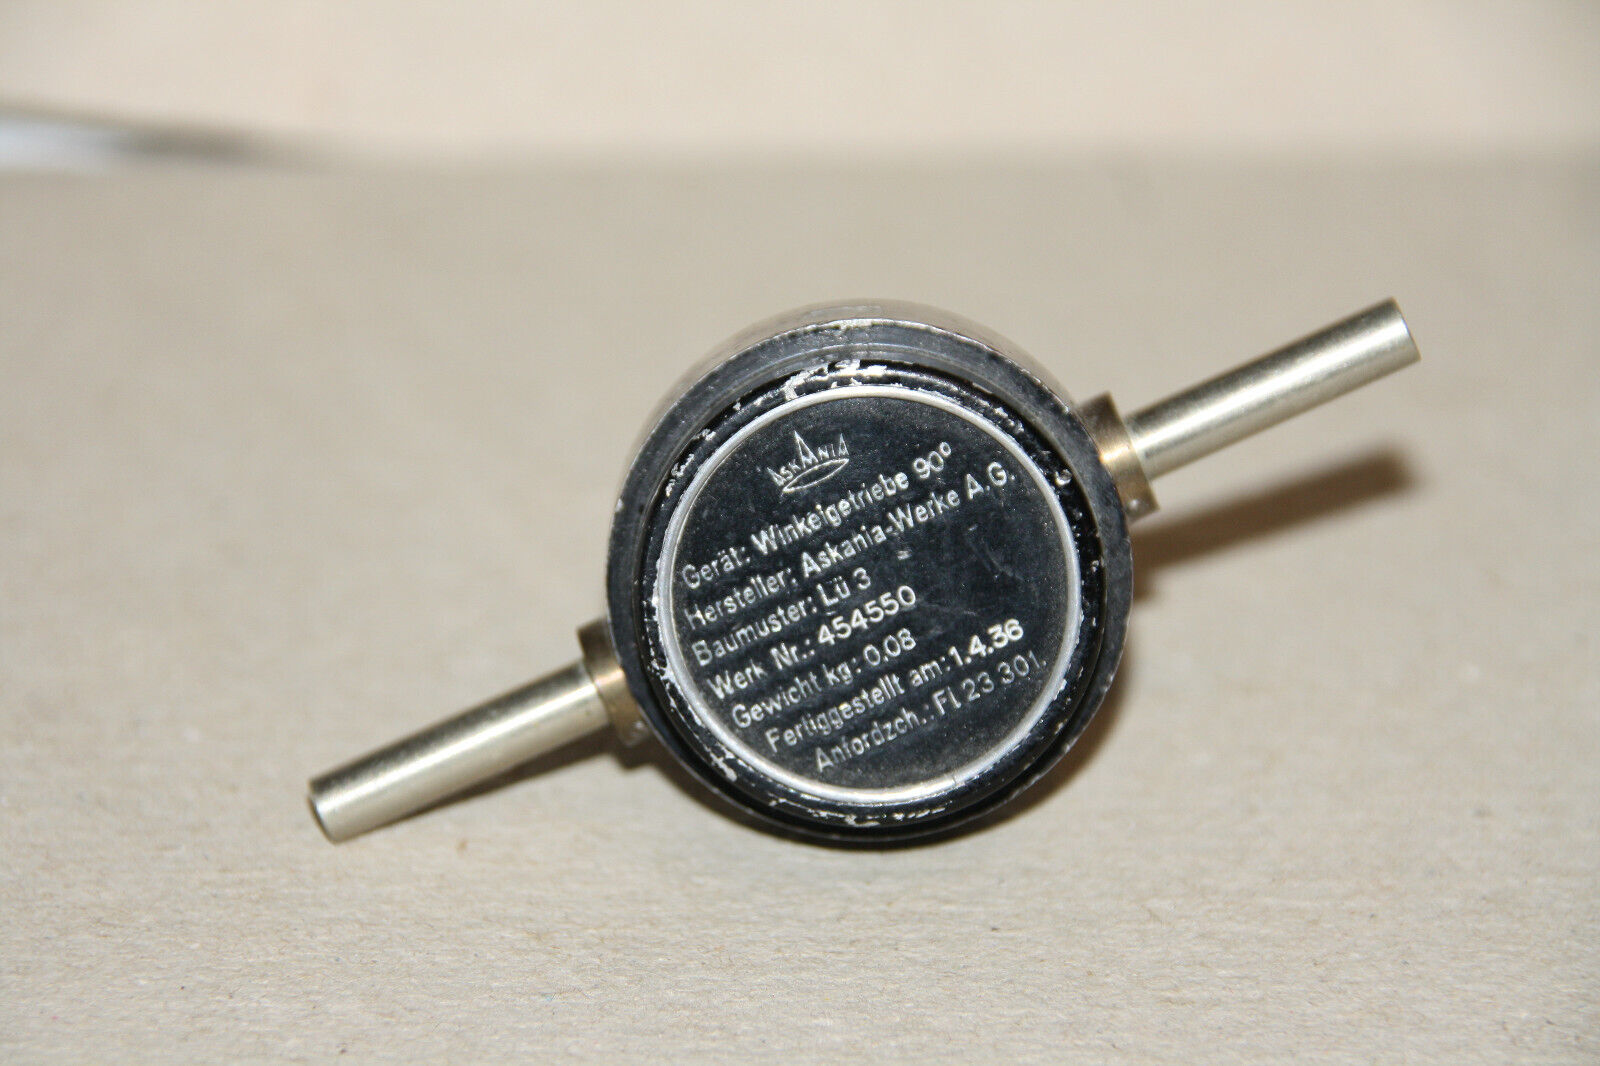 ASKANIA
Gerät: Winkelgetriebe 90°
Hersteller: Askania-Werke A.G.
Baumuster: Lü 3
Werk Nr.: 454550
Gewicht kg: 0,08
Fertiggestellt am: 1.4.36
Anfordzch.: Fl 23 301.